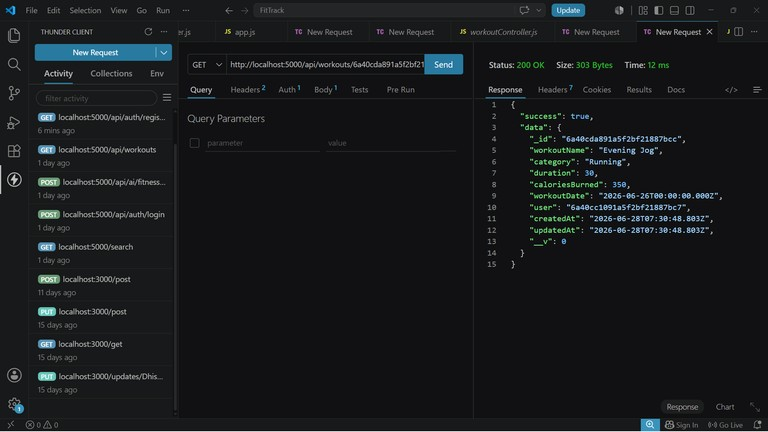 File Edit Selection View Go Run ··· FitTrack Update
THUNDER CLIENT ···
er.js app.js TC New Request TC New Request workoutController.js TC New Request TC New Request
New Request
Activity Collections Env
filter activity
GET localhost:5000/api/auth/regis...
6 mins ago
GET localhost:5000/api/workouts
1 day ago
POST localhost:5000/api/ai/fitness...
1 day ago
POST localhost:5000/api/auth/login
1 day ago
GET localhost:5000/search
1 day ago
POST localhost:3000/post
11 days ago
PUT localhost:3000/post
15 days ago
GET localhost:3000/get
15 days ago
PUT localhost:3000/updates/Dhis...
15 days ago
GET http://localhost:5000/api/workouts/6a40cda891a5f2bf21 Send
Query Headers 2 Auth 1 Body 1 Tests Pre Run
Query Parameters
parameter value
Status: 200 OK Size: 303 Bytes Time: 12 ms
Response Headers 7 Cookies Results Docs </>
1 {
2 "success": true,
3 "data": {
4 "_id": "6a40cda891a5f2bf21887bcc",
5 "workoutName": "Evening Jog",
6 "category": "Running",
7 "duration": 30,
8 "caloriesBurned": 350,
9 "workoutDate": "2026-06-26T00:00:00.000Z",
10 "user": "6a40cc1091a5f2bf21887bc7",
11 "createdAt": "2026-06-28T07:30:48.803Z",
12 "updatedAt": "2026-06-28T07:30:48.803Z",
13 "__v": 0
14 }
15 }
Response Chart
1
0 0 Sign In Go Live